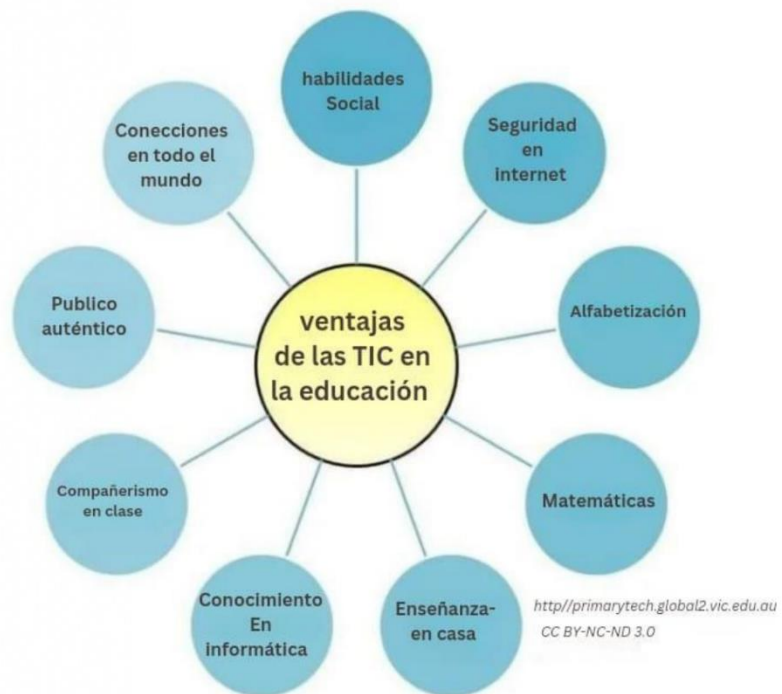 habilidades
Social
Seguridad
en
internet
Alfabetización
Matemáticas
Enseñanza-
en casa
Conocimiento
En
informática
Compañerismo
en clase
Publico
auténtico
Conecciones
en todo el
mundo
ventajas
de las TIC en
la educación
http//primarytech.global2.vic.edu.au
CC BY-NC-ND 3.0